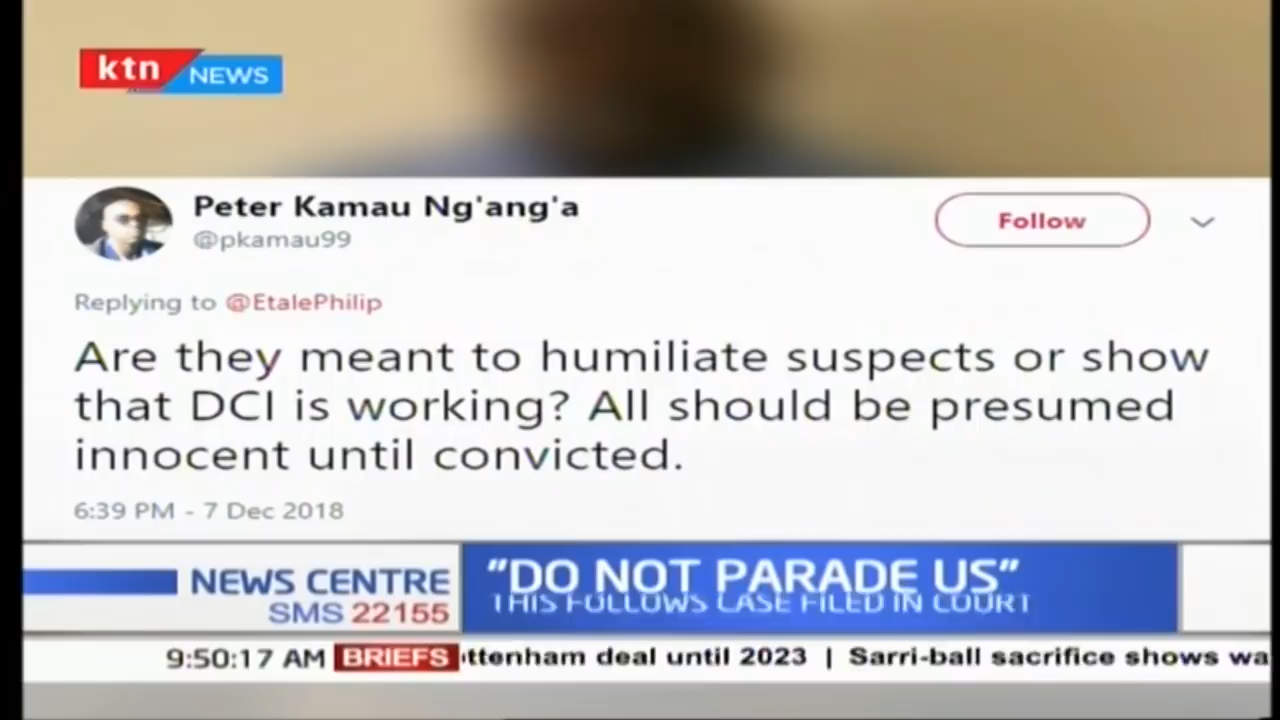 ktn NEWS
Peter Kamau Ng'ang'a
@pkamau99
Follow
Replying to @EtalePhilip
Are they meant to humiliate suspects or show
that DCI is working? All should be presumed
innocent until convicted.
6:39 PM - 7 Dec 2018
NEWS CENTRE
SMS 22155
"DO NOT PARADE US"
THIS FOLLOWS CASE FILED IN COURT
9:50:17 AM BRIEFS ttenham deal until 2023 | Sarri-ball sacrifice shows wa